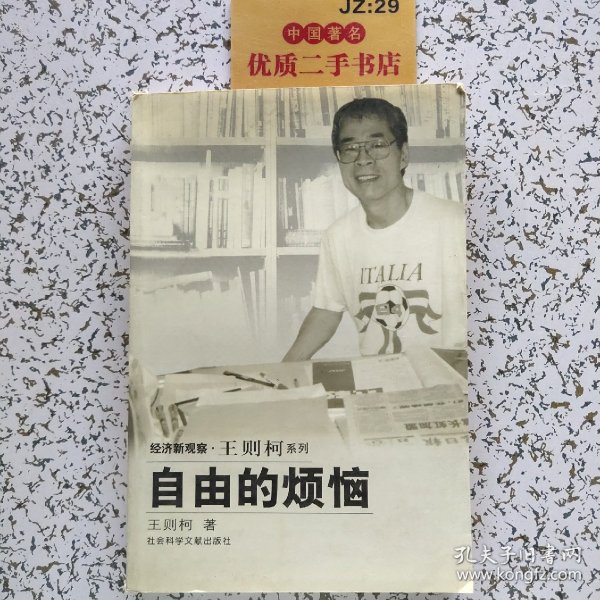 JZ:29
中国著名
优质二手书店
ITALIA
经济新观察·王则柯系列
自由的烦恼
王则柯 著
社会科学文献出版社
孔夫子旧书网
www.kongfz.com